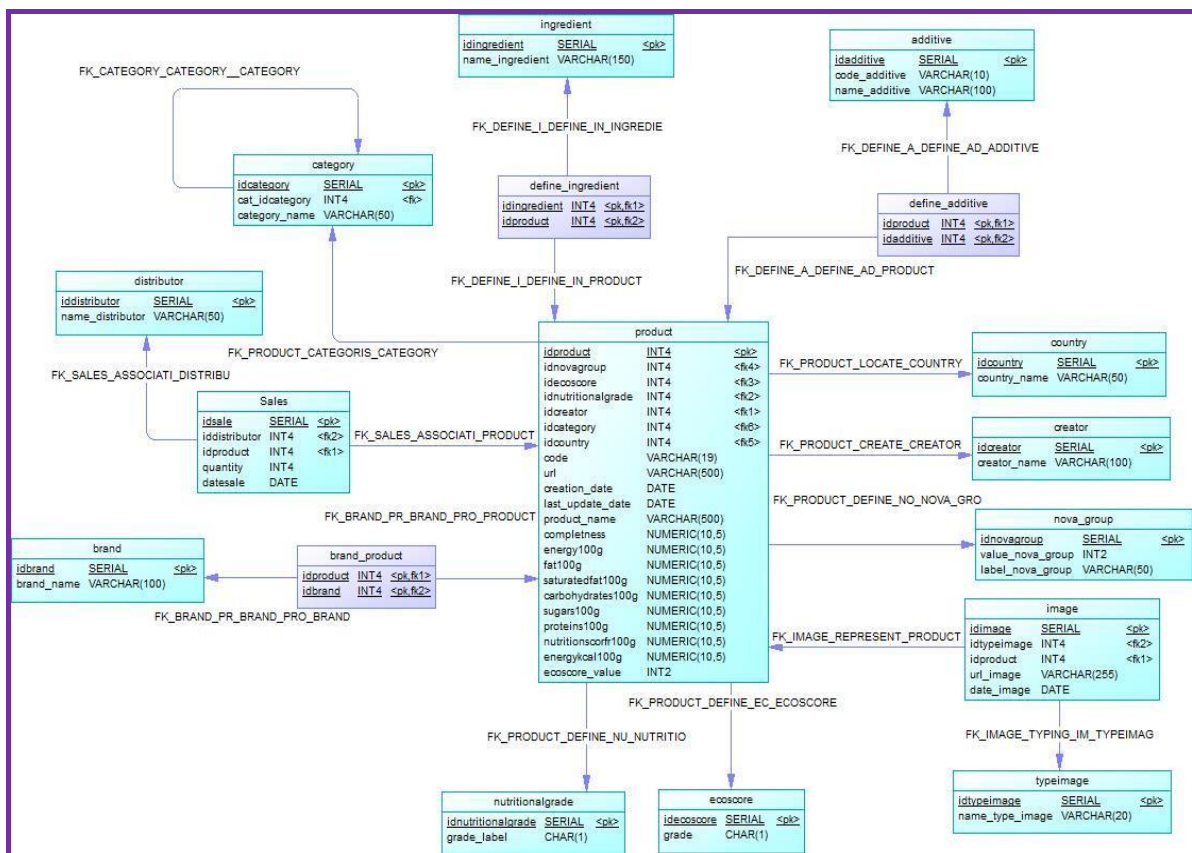 ingredient
idingredient SERIAL <pk>
name_ingredient VARCHAR(150)
additive
idadditive SERIAL <pk>
code_additive VARCHAR(10)
name_additive VARCHAR(100)
FK_CATEGORY_CATEGORY__CATEGORY
FK_DEFINE_I_DEFINE_IN_INGREDIE
FK_DEFINE_A_DEFINE_AD_ADDITIVE
category
idcategory SERIAL <pk>
cat_idcategory INT4 <fk>
category_name VARCHAR(50)
define_ingredient
idingredient INT4 <pk,fk1>
idproduct INT4 <pk,fk2>
define_additive
idproduct INT4 <pk,fk1>
idadditive INT4 <pk,fk2>
FK_DEFINE_I_DEFINE_IN_PRODUCT
FK_DEFINE_A_DEFINE_AD_PRODUCT
distributor
iddistributor SERIAL <pk>
name_distributor VARCHAR(50)
FK_PRODUCT_CATEGORIS_CATEGORY
FK_SALES_ASSOCIATI_DISTRIBU
product
idproduct INT4 <pk>
idnovagroup INT4 <fk4>
idecoscore INT4 <fk3>
idnutritionalgrade INT4 <fk2>
idcreator INT4 <fk1>
idcategory INT4 <fk6>
idcountry INT4 <fk5>
code VARCHAR(19)
url VARCHAR(500)
creation_date DATE
last_update_date DATE
product_name VARCHAR(500)
completness NUMERIC(10,5)
energy100g NUMERIC(10,5)
fat100g NUMERIC(10,5)
saturatedfat100g NUMERIC(10,5)
carbohydrates100g NUMERIC(10,5)
sugars100g NUMERIC(10,5)
proteins100g NUMERIC(10,5)
nutritionscorfr100g NUMERIC(10,5)
energykcal100g NUMERIC(10,5)
ecoscore_value INT2
FK_PRODUCT_LOCATE_COUNTRY
country
idcountry SERIAL <pk>
country_name VARCHAR(50)
Sales
idsale SERIAL <pk>
iddistributor INT4 <fk2>
idproduct INT4 <fk1>
quantity INT4
datesale DATE
FK_SALES_ASSOCIATI_PRODUCT
FK_PRODUCT_CREATE_CREATOR
creator
idcreator SERIAL <pk>
creator_name VARCHAR(100)
FK_PRODUCT_DEFINE_NO_NOVA_GRO
FK_BRAND_PR_BRAND_PRO_PRODUCT
nova_group
idnovagroup SERIAL <pk>
value_nova_group INT2
label_nova_group VARCHAR(50)
brand
idbrand SERIAL <pk>
brand_name VARCHAR(100)
brand_product
idproduct INT4 <pk,fk1>
idbrand INT4 <pk,fk2>
FK_BRAND_PR_BRAND_PRO_BRAND
FK_IMAGE_REPRESENT_PRODUCT
image
idimage SERIAL <pk>
idtypeimage INT4 <fk2>
idproduct INT4 <fk1>
url_image VARCHAR(255)
date_image DATE
FK_PRODUCT_DEFINE_EC_ECOSCORE
FK_PRODUCT_DEFINE_NU_NUTRITIO
FK_IMAGE_TYPING_IM_TYPEIMAG
typeimage
idtypeimage SERIAL <pk>
name_type_image VARCHAR(20)
nutritionalgrade
idnutritionalgrade SERIAL <pk>
grade_label CHAR(1)
ecoscore
idecoscore SERIAL <pk>
grade CHAR(1)